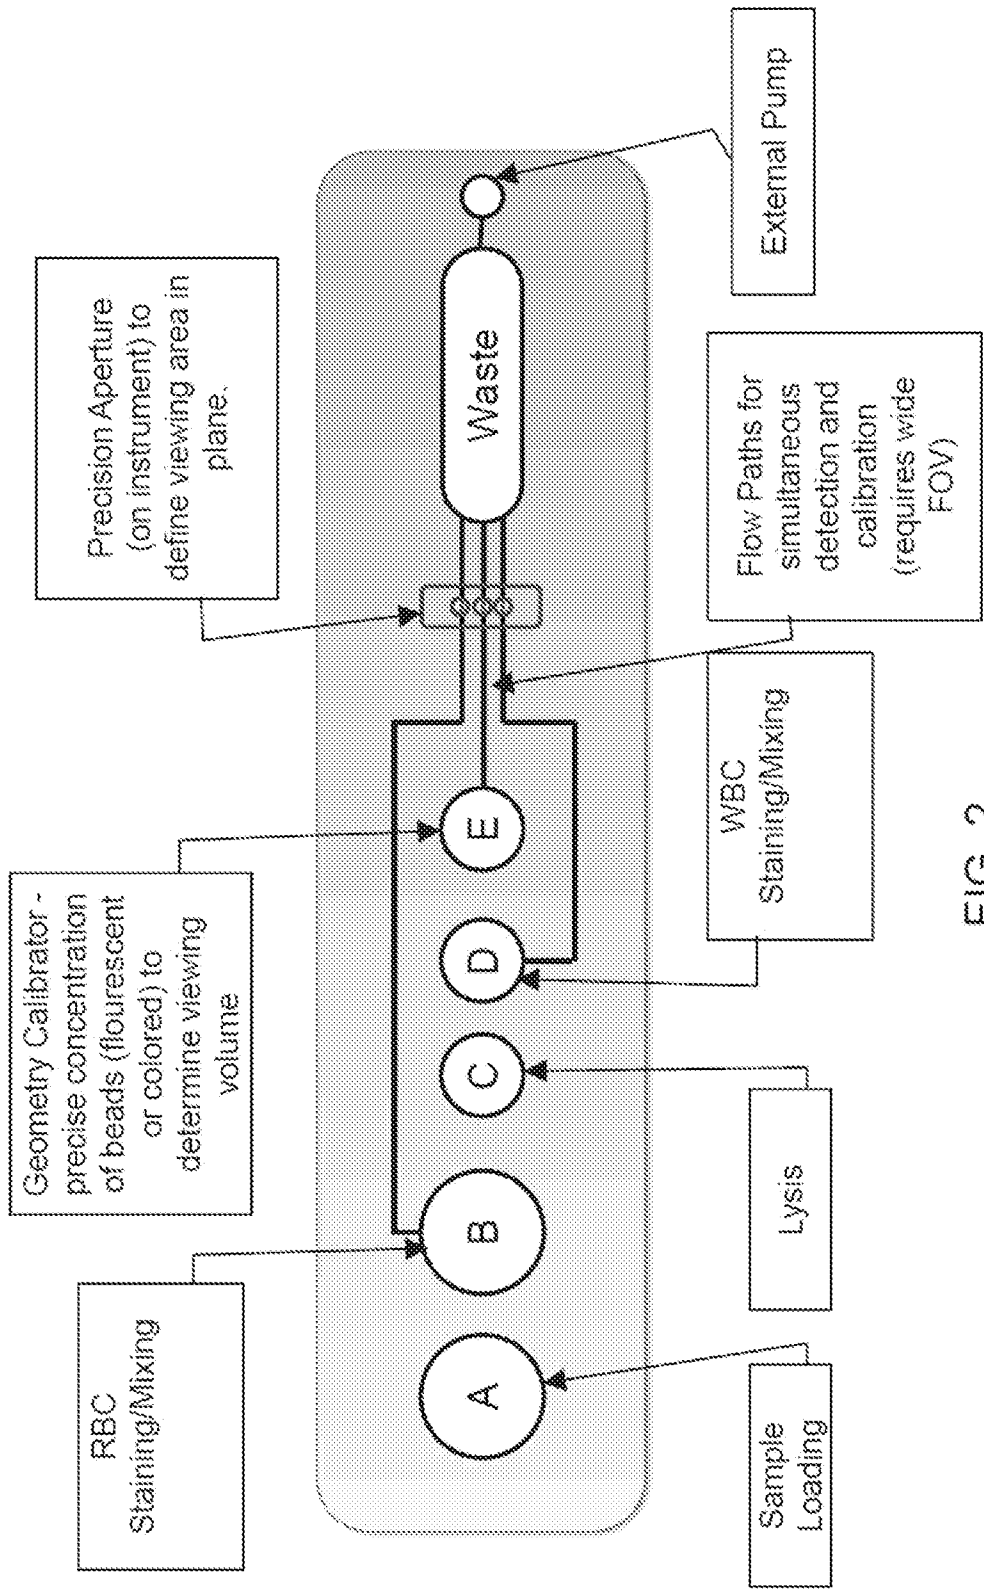 RBC
Staining/Mixing
Geometry Calibrator -
precise concentration
of beads (flourescent
or colored) to
determine viewing
volume
Precision Aperture
(on instrument) to
define viewing area in
plane.
A
B
C
D
E
Waste
Sample
Loading
Lysis
WBC
Staining/Mixing
Flow Paths for
simultaneous
detection and
calibration
(requires wide
FOV)
External Pump
FIG. 2